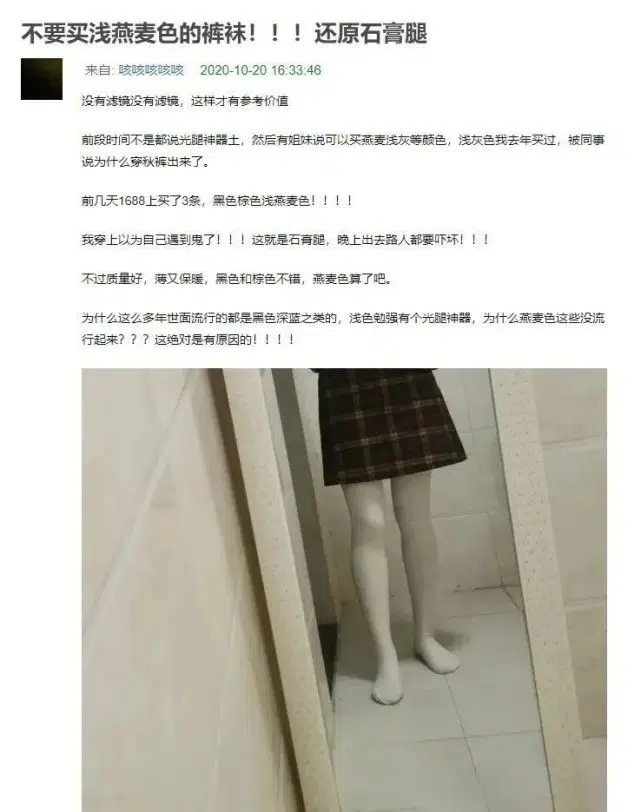 不要买浅燕麦色的裤袜！！！还原石膏腿
来自: 咳咳咳咳咳 2020-10-20 16:33:46
没有滤镜没有滤镜，这样才有参考价值
前段时间不是都说光腿神器土，然后有姐妹说可以买燕麦浅灰等颜色，浅灰色我去年买过，被同事
说为什么穿秋裤出来了。
前几天1688上买了3条，黑色棕色浅燕麦色！！！！
我穿上以为自己遇到鬼了！！！这就是石膏腿，晚上出去路人都要吓坏！！！
不过质量好，薄又保暖，黑色和棕色不错，燕麦色算了吧。
为什么这么多年世面流行的都是黑色深蓝之类的，浅色勉强有个光腿神器，为什么燕麦色这些没流
行起来？？？这绝对是有原因的！！！！